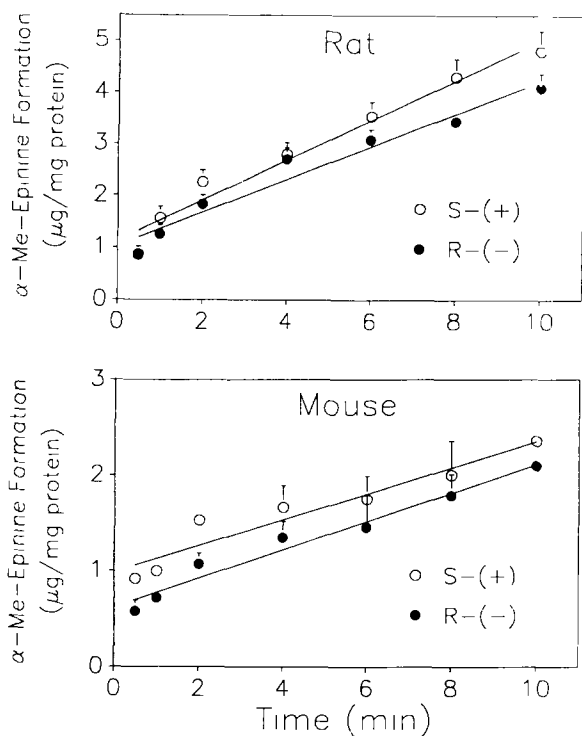 α-Me-Epinine Formation
(μg/mg protein)
Rat
5
4
3
2
1
0
S-(+)
R-(-)
0 2 4 6 8 10
α-Me-Epinine Formation
(μg/mg protein)
Mouse
3
2
1
0
S-(+)
R-(-)
0 2 4 6 8 10
Time (min)